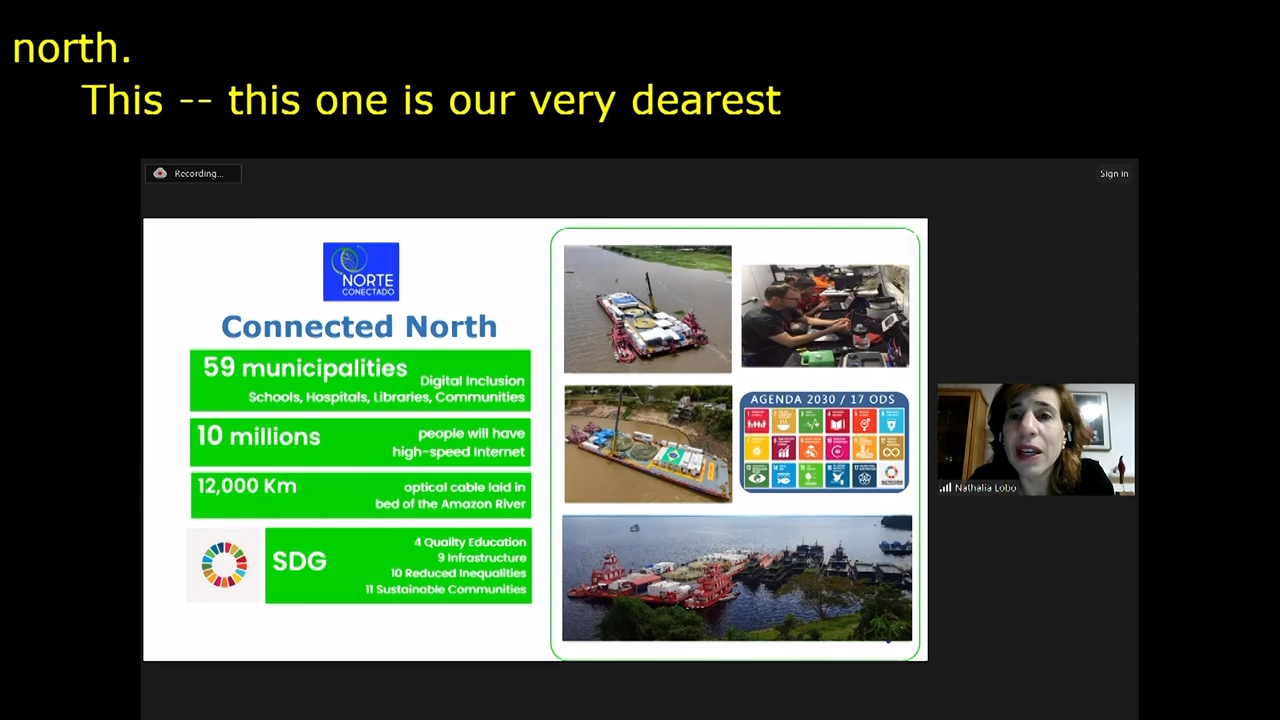 north.
This -- this one is our very dearest
Recording...
Sign in
NORTE
CONECTADO
Connected North
59 municipalities
Digital Inclusion
Schools, Hospitals, Libraries, Communities
10 millions
people will have
high-speed Internet
12,000 Km
optical cable laid in
bed of the Amazon River
SDG
4 Quality Education
9 Infrastructure
10 Reduced Inequalities
11 Sustainable Communities
AGENDA 2030 / 17 ODS
Nathalia Lobo